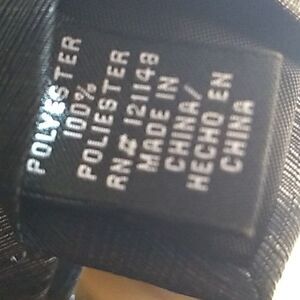 POLYESTER
100%
POLIESTER
RN# 121148
MADE IN
CHINA/
HECHO EN
CHINA